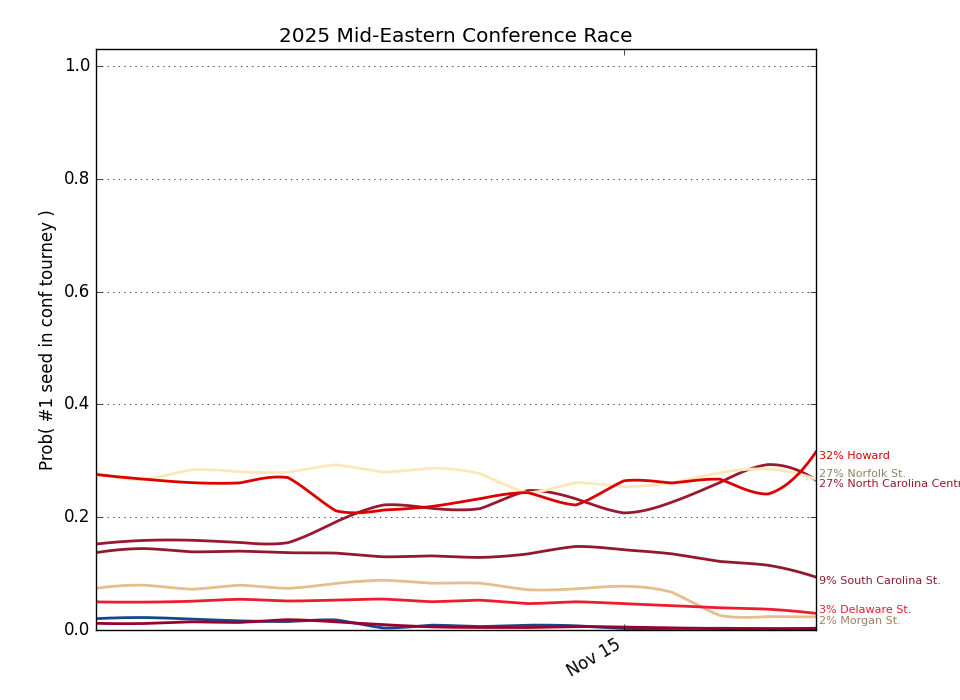 2025 Mid-Eastern Conference Race
Prob( #1 seed in conf tourney )
1.0
0.8
0.6
0.4
0.2
0.0
Nov 15
32% Howard
27% Norfolk St.
27% North Carolina Centr
9% South Carolina St.
3% Delaware St.
2% Morgan St.